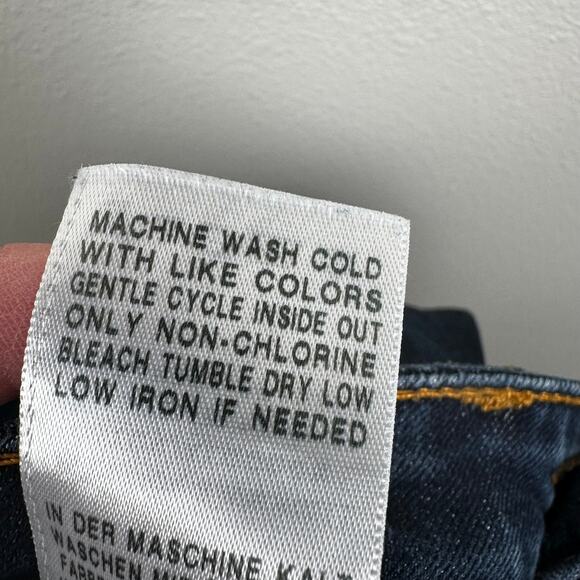 MACHINE WASH COLD
WITH LIKE COLORS
GENTLE CYCLE INSIDE OUT
ONLY NON-CHLORINE
BLEACH TUMBLE DRY LOW
LOW IRON IF NEEDED
IN DER MASCHINE
WASCHEN